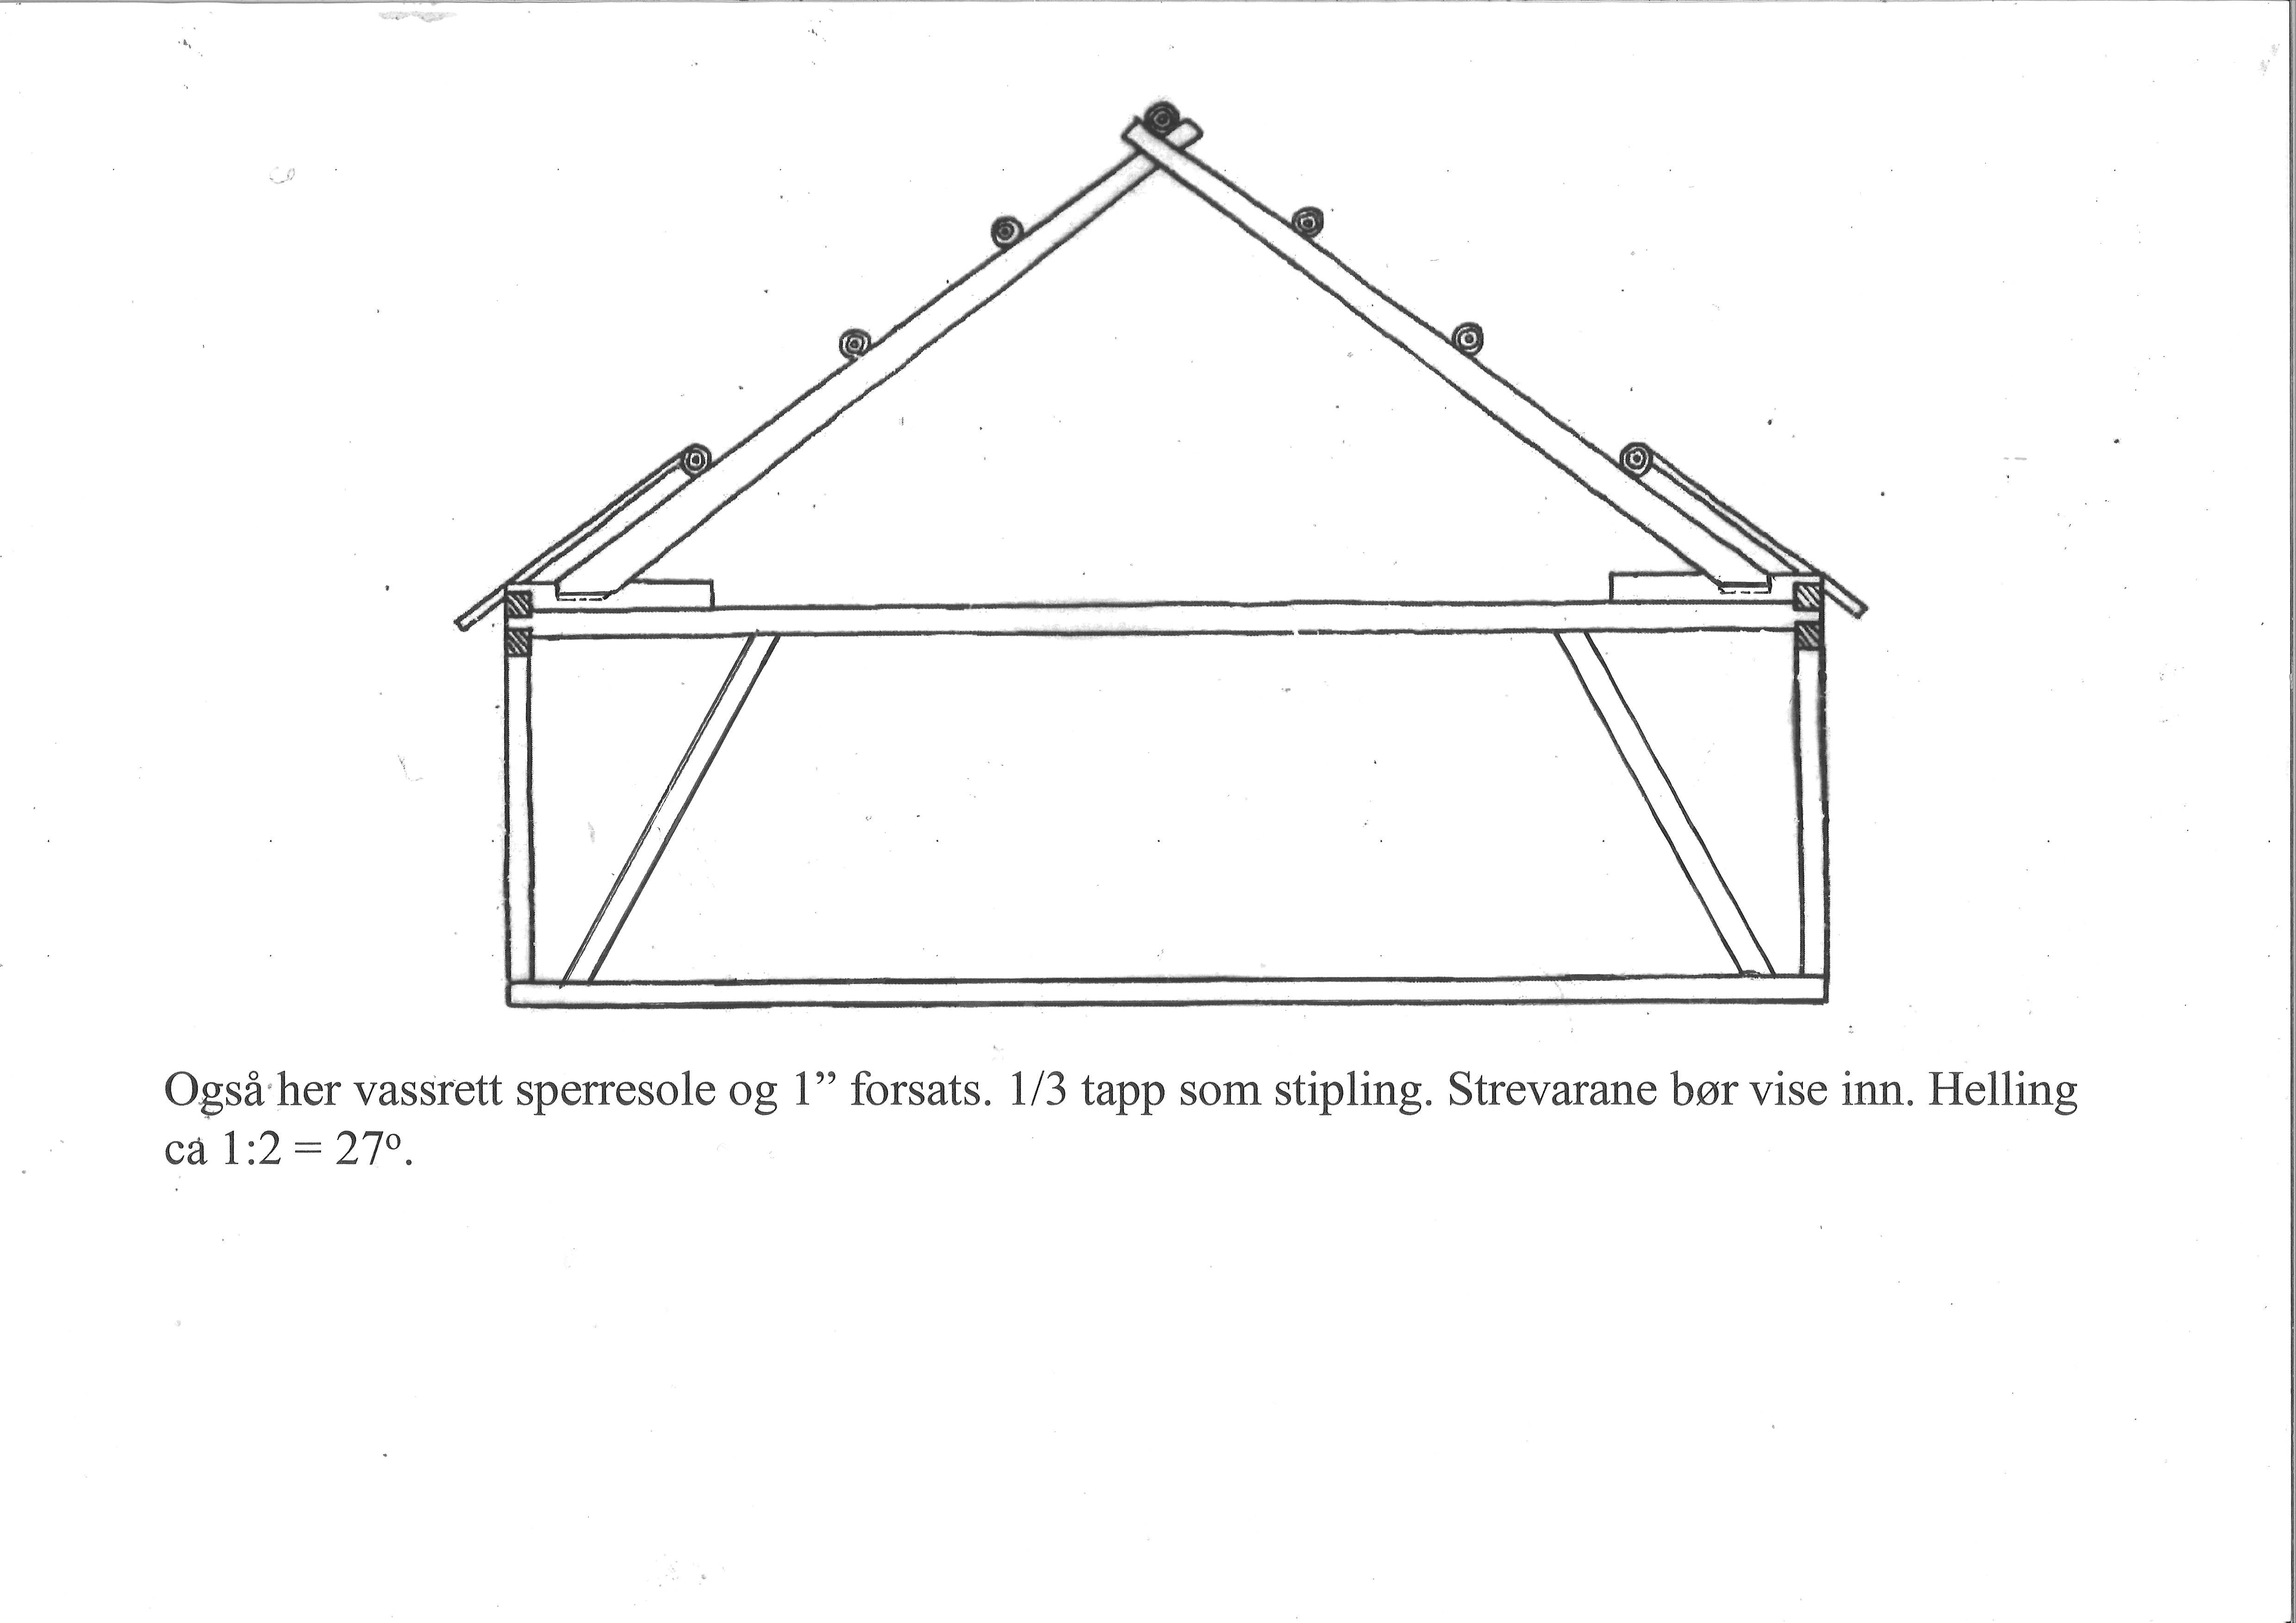 Også her vassrett sperresole og 1” forsats. 1/3 tapp som stipling. Strevarane bør vise inn. Helling
ca 1:2 = 27º.